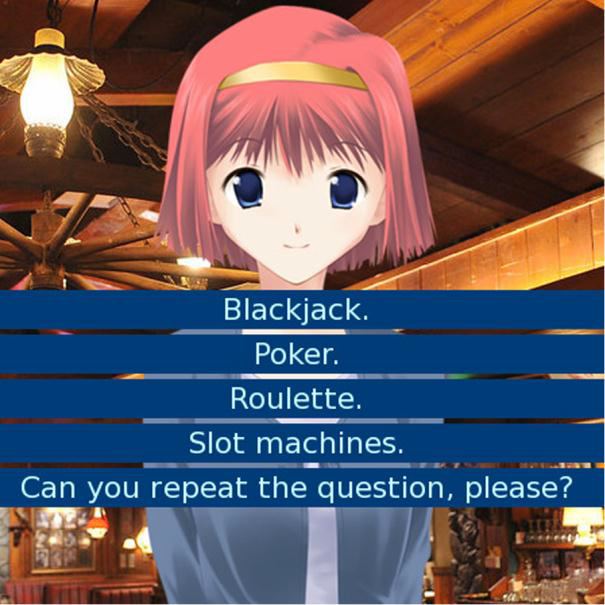 Blackjack.
Poker.
Roulette.
Slot machines.
Can you repeat the question, please?